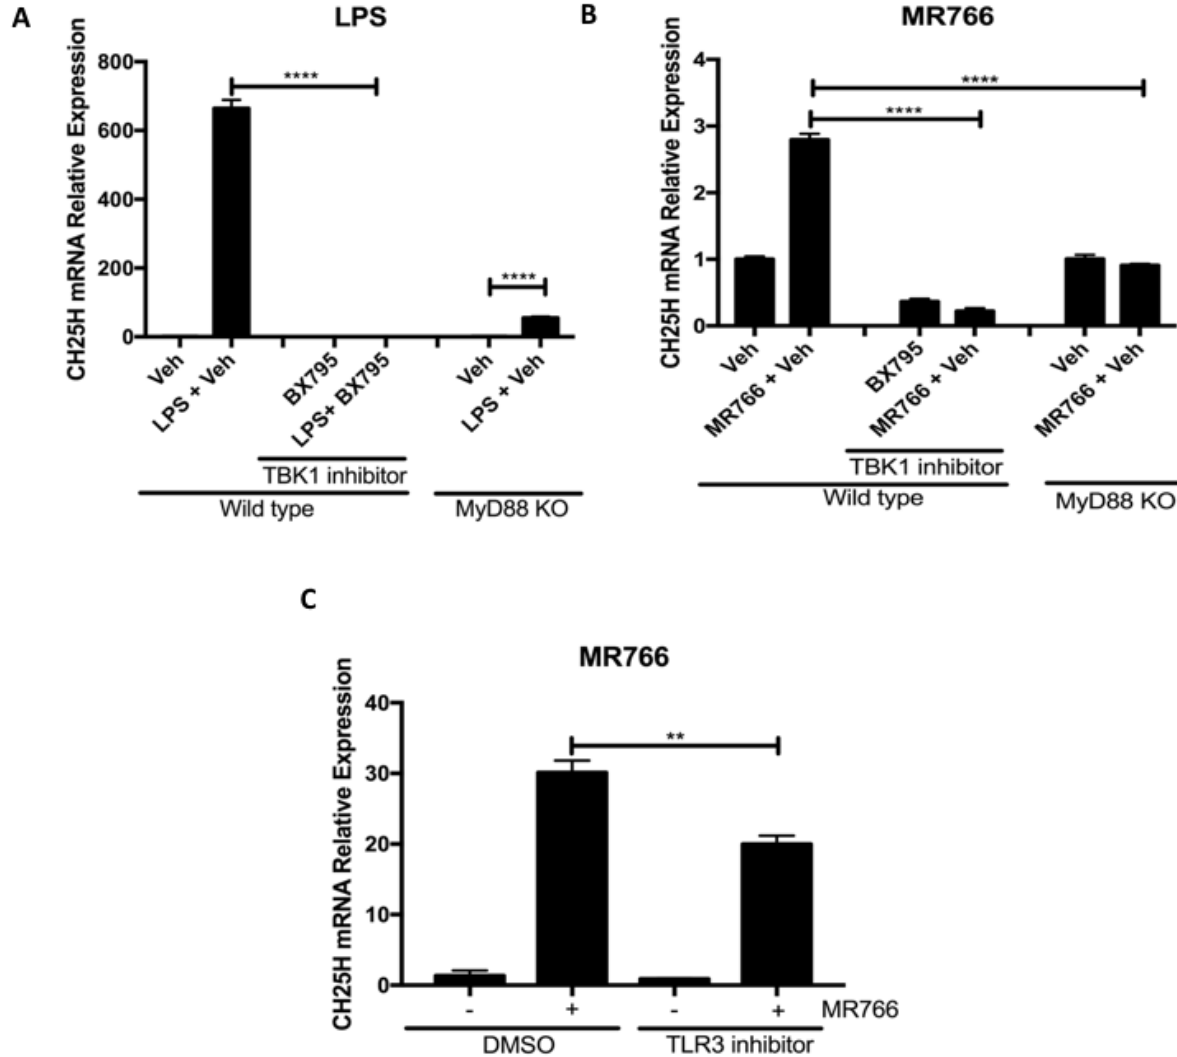 A
LPS
CH25H mRNA Relative Expression
800
600
400
200
0
****
****
Veh
LPS + Veh
BX795
LPS+ BX795
Veh
LPS + Veh
TBK1 inhibitor
Wild type
MyD88 KO
B
MR766
CH25H mRNA Relative Expression
4
3
2
1
0
****
****
Veh
MR766 + Veh
BX795
MR766 + Veh
Veh
MR766 + Veh
TBK1 inhibitor
Wild type
MyD88 KO
C
MR766
CH25H mRNA Relative Expression
40
30
20
10
0
**
- + - + MR766
DMSO TLR3 inhibitor